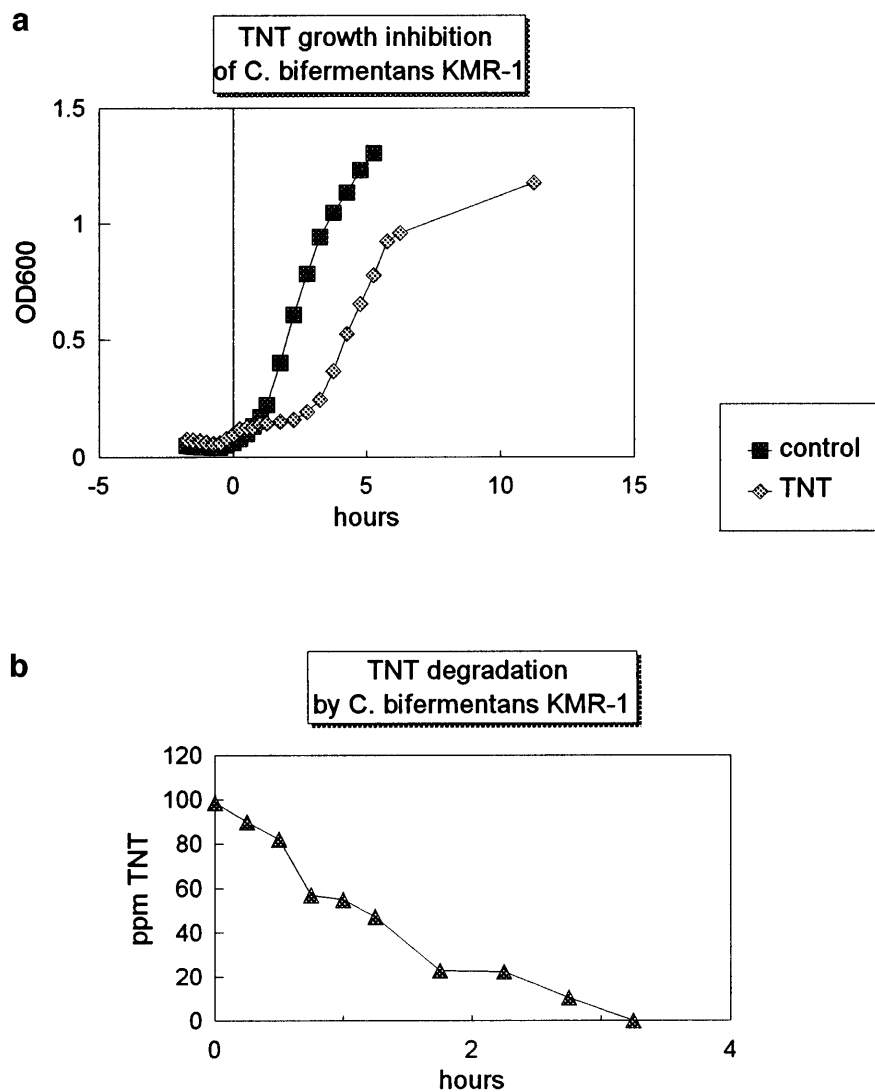 a
TNT growth inhibition
of C. bifermentans KMR-1
1.5
1
0.5
0
OD600
-5
0
5
10
15
hours
control
TNT
b
TNT degradation
by C. bifermentans KMR-1
120
100
80
60
40
20
0
ppm TNT
0
2
4
hours